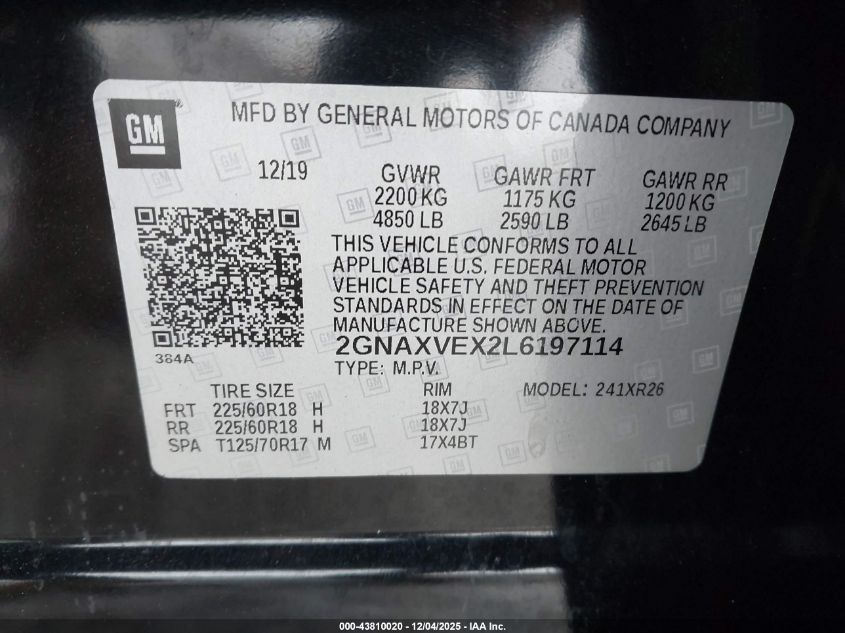 GM
MFD BY GENERAL MOTORS OF CANADA COMPANY
12/19 GVWR GAWR FRT GAWR RR
2200 KG 1175 KG 1200 KG
4850 LB 2590 LB 2645 LB
THIS VEHICLE CONFORMS TO ALL
APPLICABLE U.S. FEDERAL MOTOR
VEHICLE SAFETY AND THEFT PREVENTION
STANDARDS IN EFFECT ON THE DATE OF
MANUFACTURE SHOWN ABOVE.
384A
2GNAXVEX2L6197114
TYPE: M.P.V.
TIRE SIZE RIM MODEL: 241XR26
FRT 225/60R18 H 18X7J
RR 225/60R18 H 18X7J
SPA T125/70R17 M 17X4BT
000-43810020 - 12/04/2025 - IAA Inc.